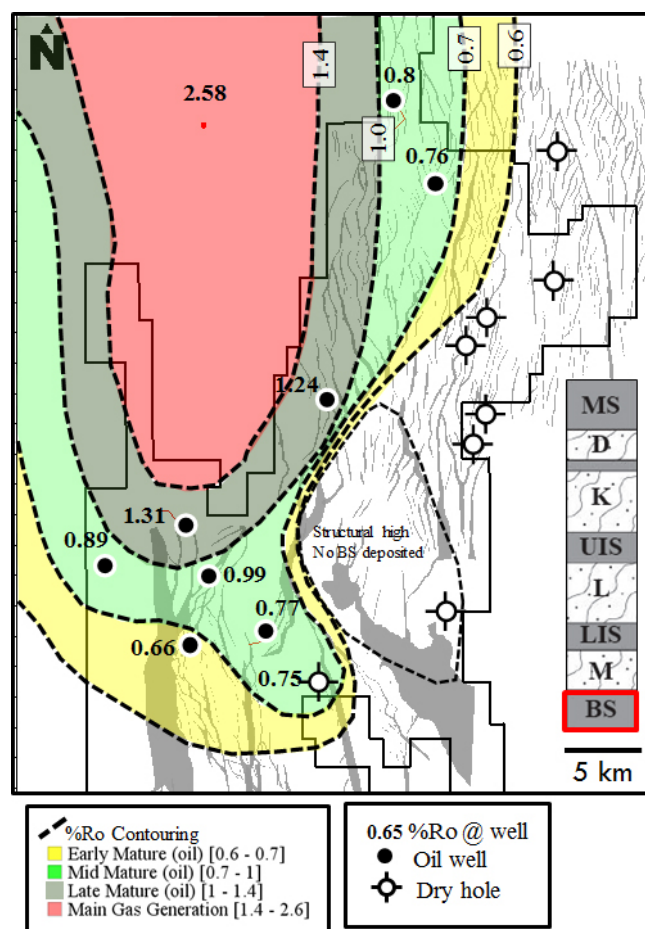 N
2.58
1.4
0.8
1.0
0.7
0.6
0.76
1.24
1.31
0.89
0.99
0.77
0.66
0.75
Structural high
No BS deposited
MS
D
K
UIS
L
LIS
M
BS
5 km
%Ro Contouring
Early Mature (oil) [0.6 - 0.7]
Mid Mature (oil) [0.7 - 1]
Late Mature (oil) [1 - 1.4]
Main Gas Generation [1.4 - 2.6]
0.65 %Ro @ well
Oil well
Dry hole